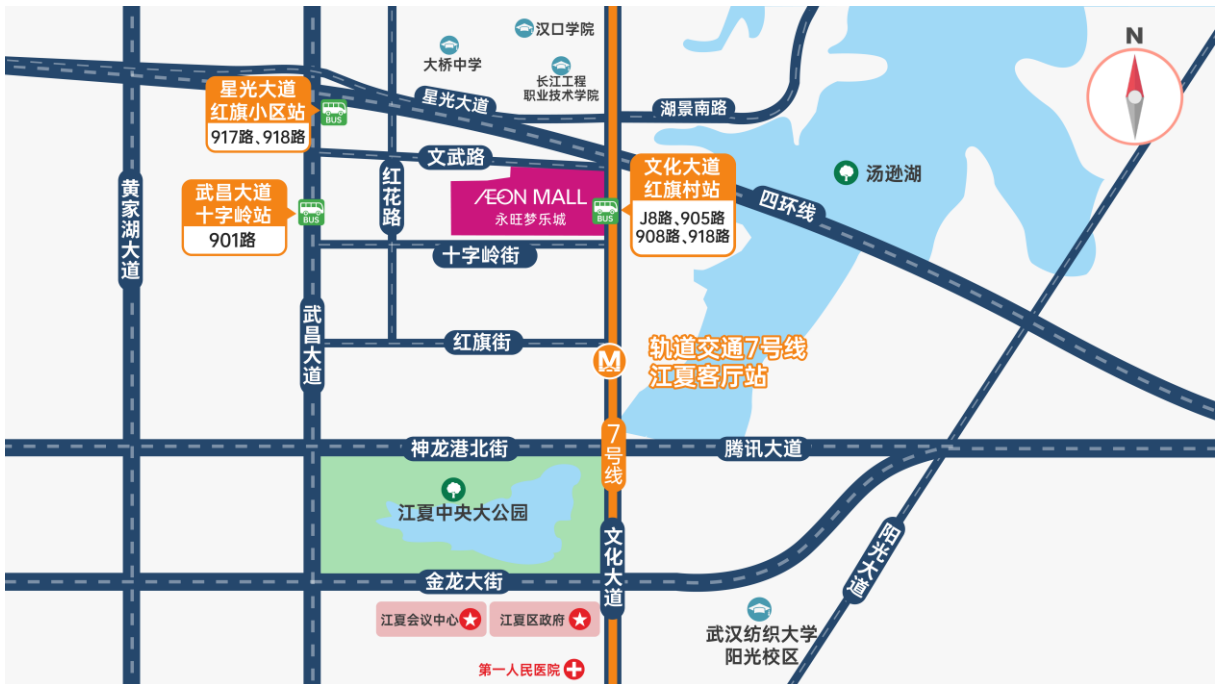 汉口学院
N
大桥中学
长江工程
职业技术学院
星光大道
红旗小区站
917路、918路
BUS
星光大道
湖景南路
文武路
文化大道
红旗村站
J8路、905路
908路、918路
BUS
汤逊湖
黄家湖大道
武昌大道
十字岭站
901路
BUS
红花路
ÆON MALL
永旺梦乐城
四环线
十字岭街
武昌大道
红旗街
M
轨道交通7号线
江夏客厅站
神龙港北街
7号线
腾讯大道
江夏中央大公园
文化大道
阳光大道
金龙大街
江夏会议中心
江夏区政府
武汉纺织大学
阳光校区
第一人民医院